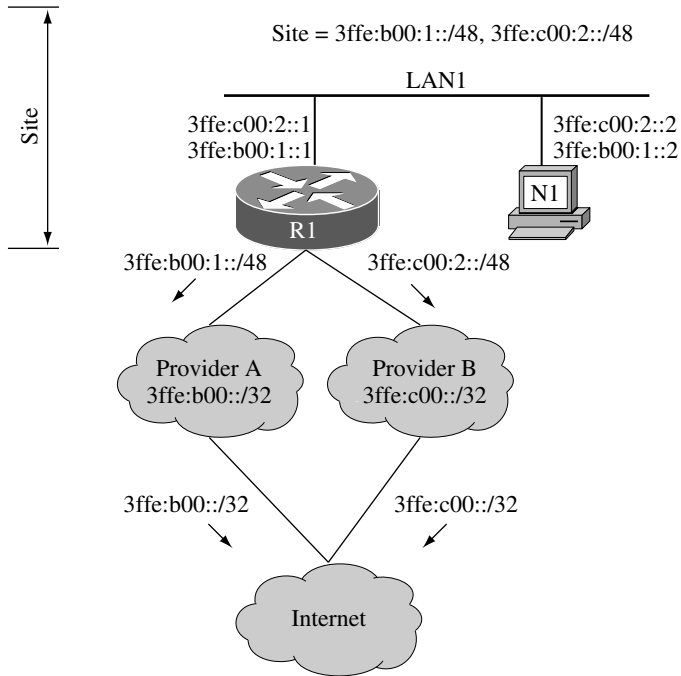 Site = 3ffe:b00:1::/48, 3ffe:c00:2::/48
LAN1
Site
3ffe:c00:2::1
3ffe:b00:1::1
3ffe:c00:2::2
3ffe:b00:1::2
N1
R1
3ffe:b00:1::/48
3ffe:c00:2::/48
Provider A
3ffe:b00::/32
Provider B
3ffe:c00::/32
3ffe:b00::/32
3ffe:c00::/32
Internet